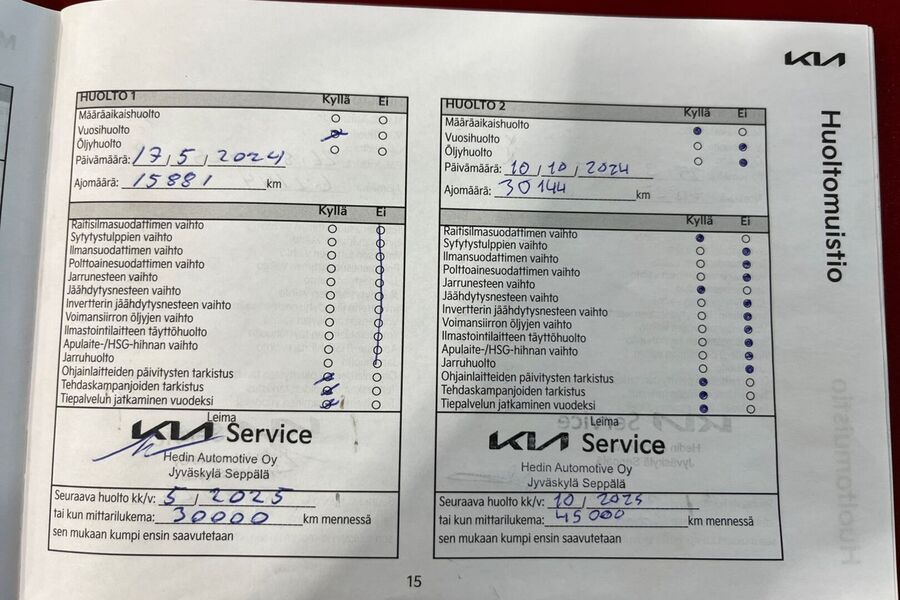 KIA
Huoltomuistio
HUOLTO 1 Kyllä Ei
Määräaikaishuolto
Vuosihuolto
Öljyhuolto
Päivämäärä: 17, 5, 2024
Ajomäärä: 15881 km
Kyllä Ei
Raitisilmasuodattimen vaihto
Sytytystulppien vaihto
Ilmansuodattimen vaihto
Polttoainesuodattimen vaihto
Jarrunesteen vaihto
Jäähdytysnesteen vaihto
Invertterin jäähdytysnesteen vaihto
Voimansiirron öljyjen vaihto
Ilmastointilaitteen täyttöhuolto
Apulaite-/HSG-hihnan vaihto
Jarruhuolto
Ohjainlaitteiden päivitysten tarkistus
Tehdaskampanjoiden tarkistus
Tiepalvelun jatkaminen vuodeksi
Leima
KIA Service
Hedin Automotive Oy
Jyväskylä Seppälä
Seuraava huolto kk/v: 5, 2025
tai kun mittarilukema: 30000 km mennessä
sen mukaan kumpi ensin saavutetaan
HUOLTO 2 Kyllä Ei
Määräaikaishuolto
Vuosihuolto
Öljyhuolto
Päivämäärä: 10, 10, 2024
Ajomäärä: 30144 km
Kyllä Ei
Raitisilmasuodattimen vaihto
Sytytystulppien vaihto
Ilmansuodattimen vaihto
Polttoainesuodattimen vaihto
Jarrunesteen vaihto
Jäähdytysnesteen vaihto
Invertterin jäähdytysnesteen vaihto
Voimansiirron öljyjen vaihto
Ilmastointilaitteen täyttöhuolto
Apulaite-/HSG-hihnan vaihto
Jarruhuolto
Ohjainlaitteiden päivitysten tarkistus
Tehdaskampanjoiden tarkistus
Tiepalvelun jatkaminen vuodeksi
Leima
KIA Service
Hedin Automotive Oy
Jyväskylä Seppälä
Seuraava huolto kk/v: 10, 2025
tai kun mittarilukema: 45000 km mennessä
sen mukaan kumpi ensin saavutetaan
15